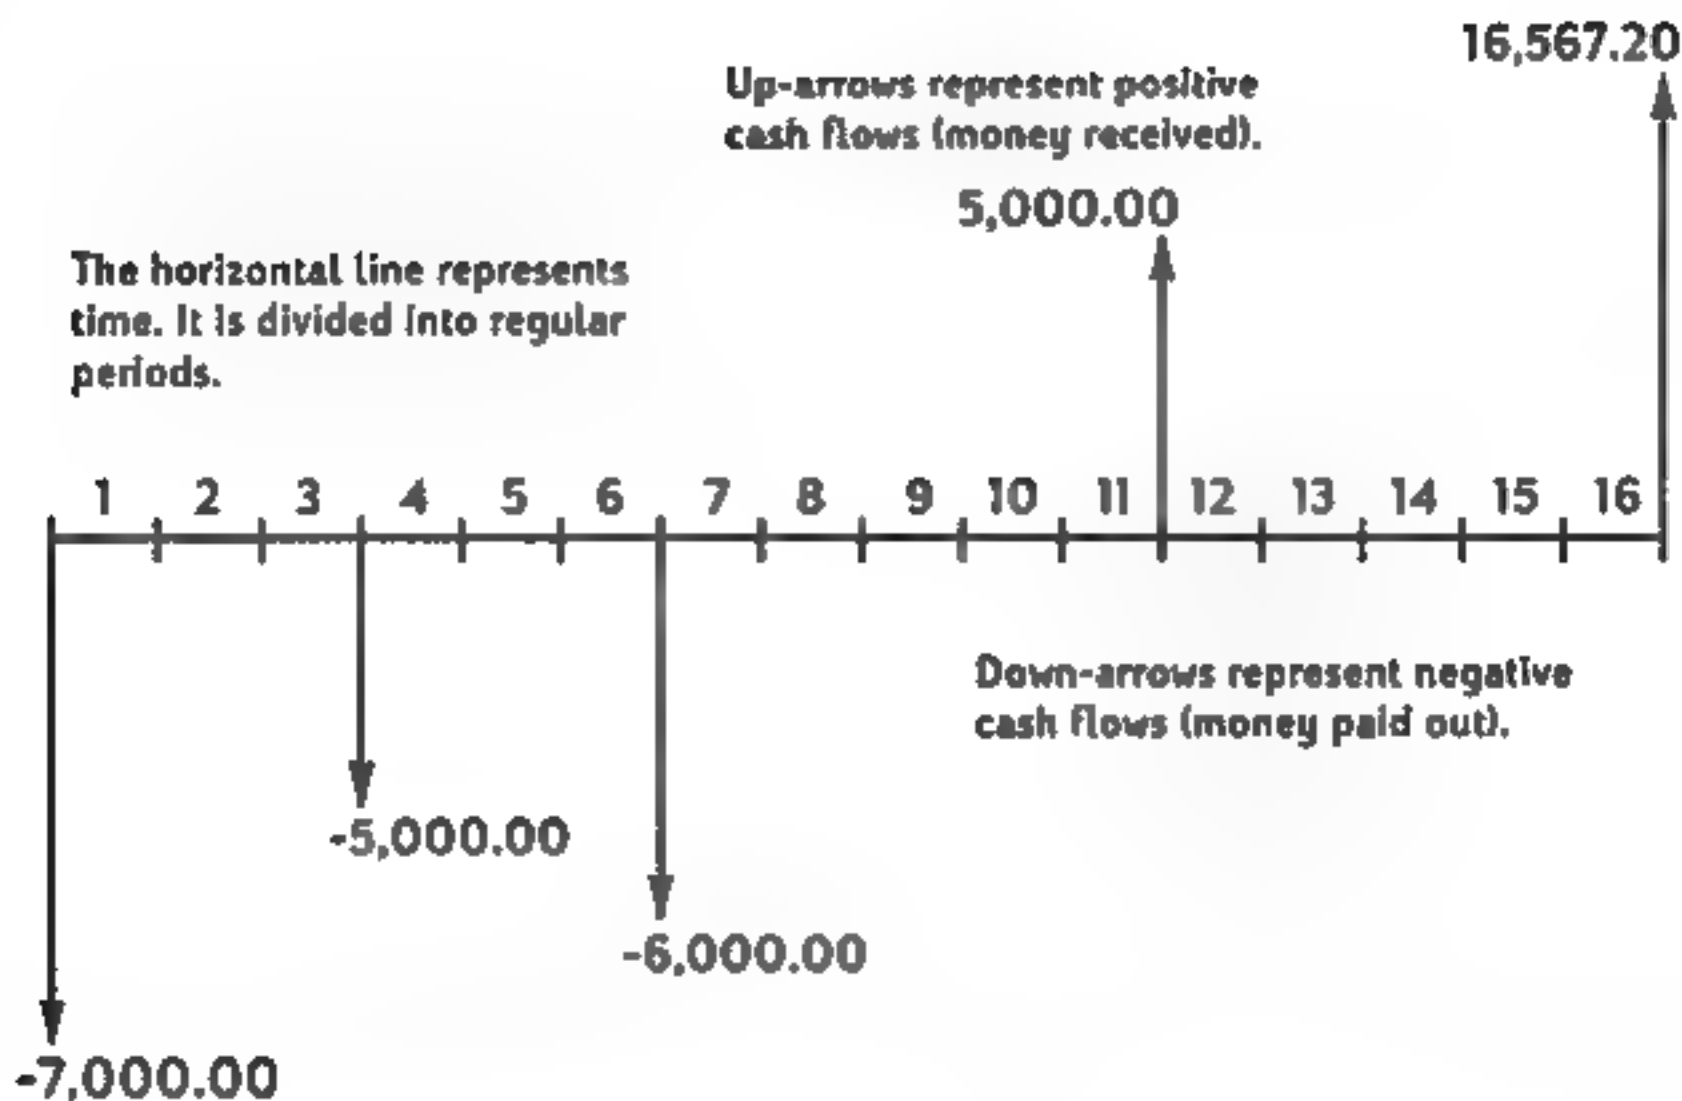 16,567.20
Up-arrows represent positive
cash flows (money received).
5,000.00
The horizontal line represents
time. It is divided into regular
periods.
1 2 3 4 5 6 7 8 9 10 11 12 13 14 15 16
Down-arrows represent negative
cash flows (money paid out).
-5,000.00
-6,000.00
-7,000.00